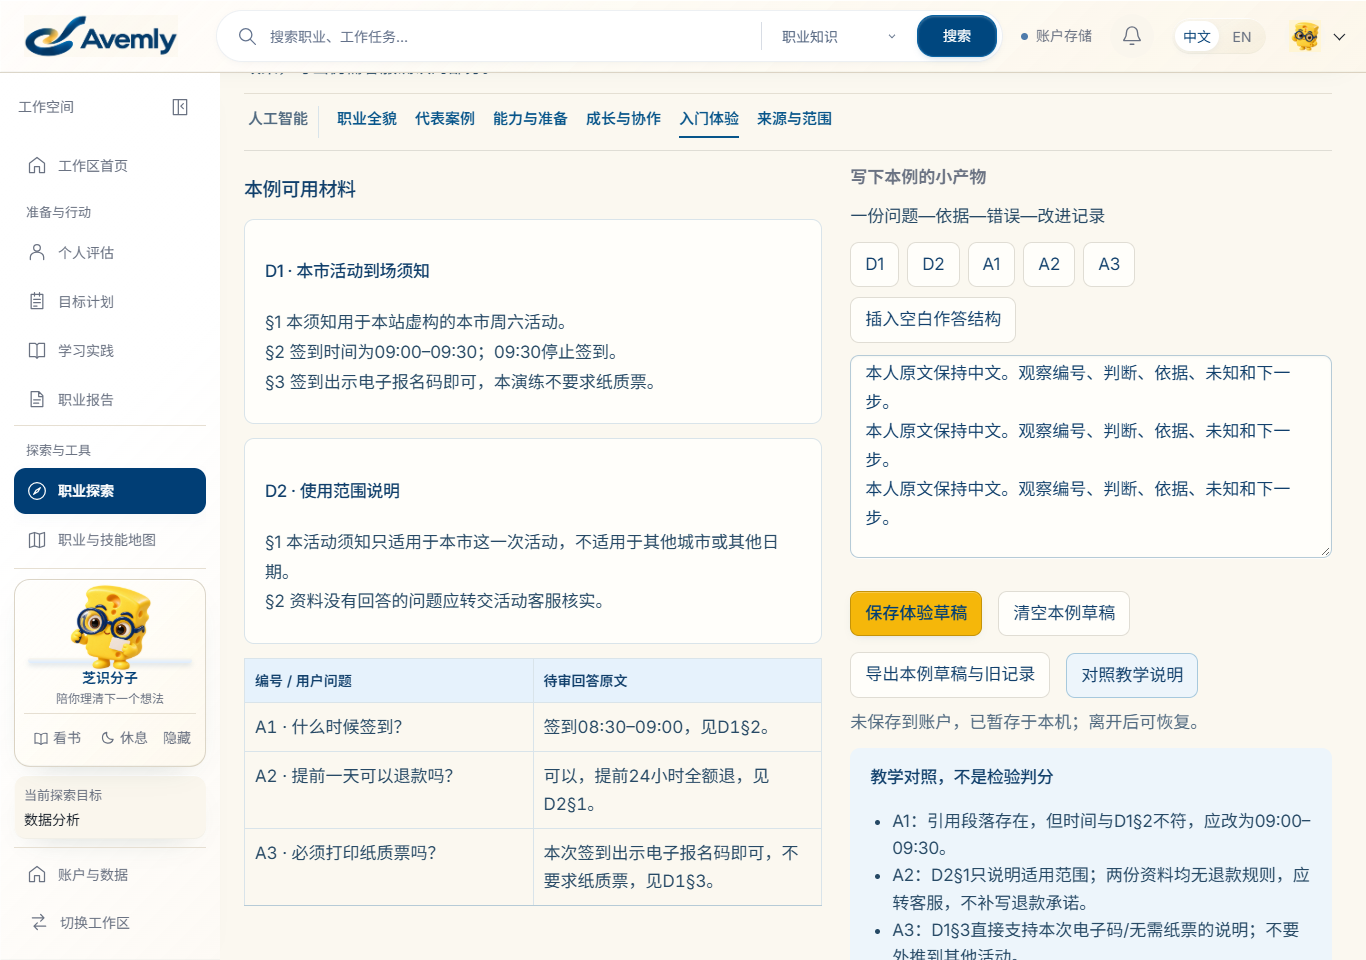 Avemly
搜索职业、工作任务...
职业知识
搜索
账户存储
中文
EN
工作空间
工作区首页
准备与行动
个人评估
目标计划
学习实践
职业报告
探索与工具
职业探索
职业与技能地图
芝识分子
陪你理清下一个想法
看书
休息
隐藏
当前探索目标
数据分析
账户与数据
切换工作区
人工智能
职业全貌
代表案例
能力与准备
成长与协作
入门体验
来源与范围
本例可用材料
D1 · 本市活动到场须知
§1 本须知用于本站虚构的本市周六活动。
§2 签到时间为09:00–09:30；09:30停止签到。
§3 签到出示电子报名码即可，本演练不要求纸质票。
D2 · 使用范围说明
§1 本活动须知只适用于本市这一次活动，不适用于其他城市或其他日
期。
§2 资料没有回答的问题应转交活动客服核实。
编号 / 用户问题
待审回答原文
A1 · 什么时候签到？
签到08:30–09:00，见D1§2。
A2 · 提前一天可以退款吗？
可以，提前24小时全额退，见
D2§1。
A3 · 必须打印纸质票吗？
本次签到出示电子报名码即可，不
要求纸质票，见D1§3。
写下本例的小产物
一份问题—依据—错误—改进记录
D1
D2
A1
A2
A3
插入空白作答结构
本人原文保持中文。观察编号、判断、依据、未知和下一
步。
本人原文保持中文。观察编号、判断、依据、未知和下一
步。
本人原文保持中文。观察编号、判断、依据、未知和下一
步。
保存体验草稿
清空本例草稿
导出本例草稿与旧记录
对照教学说明
未保存到账户，已暂存于本机；离开后可恢复。
教学对照，不是检验判分
A1：引用段落存在，但时间与D1§2不符，应改为09:00–
09:30。
A2：D2§1只说明适用范围；两份资料均无退款规则，应
转客服，不补写退款承诺。
A3：D1§3直接支持本次电子码/无需纸票的说明；不要
外推到其他活动。